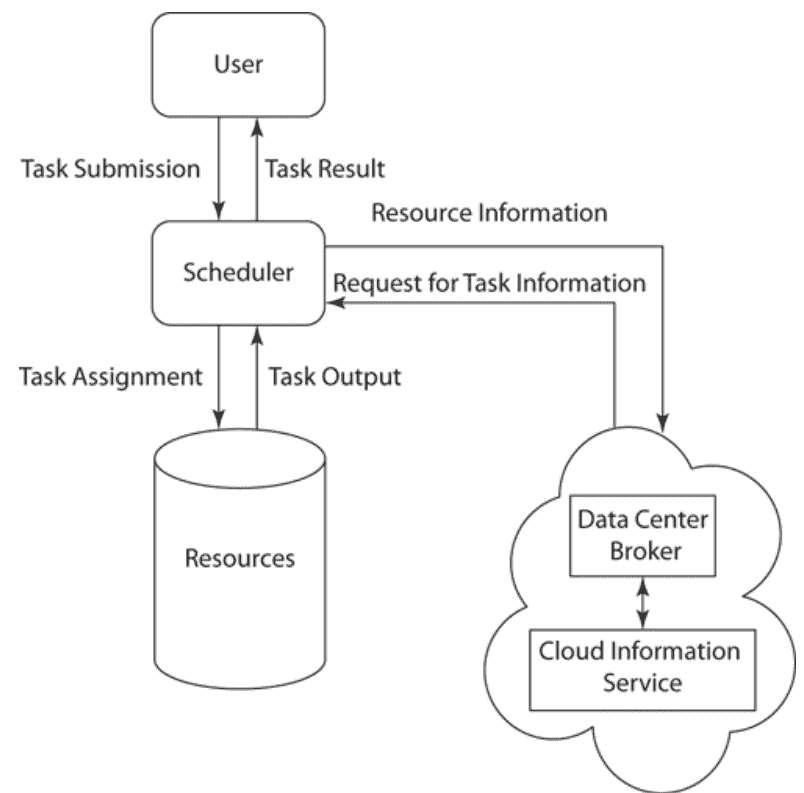 User
Task Submission
Task Result
Resource Information
Scheduler
Request for Task Information
Task Assignment
Task Output
Resources
Data Center
Broker
Cloud Information
Service